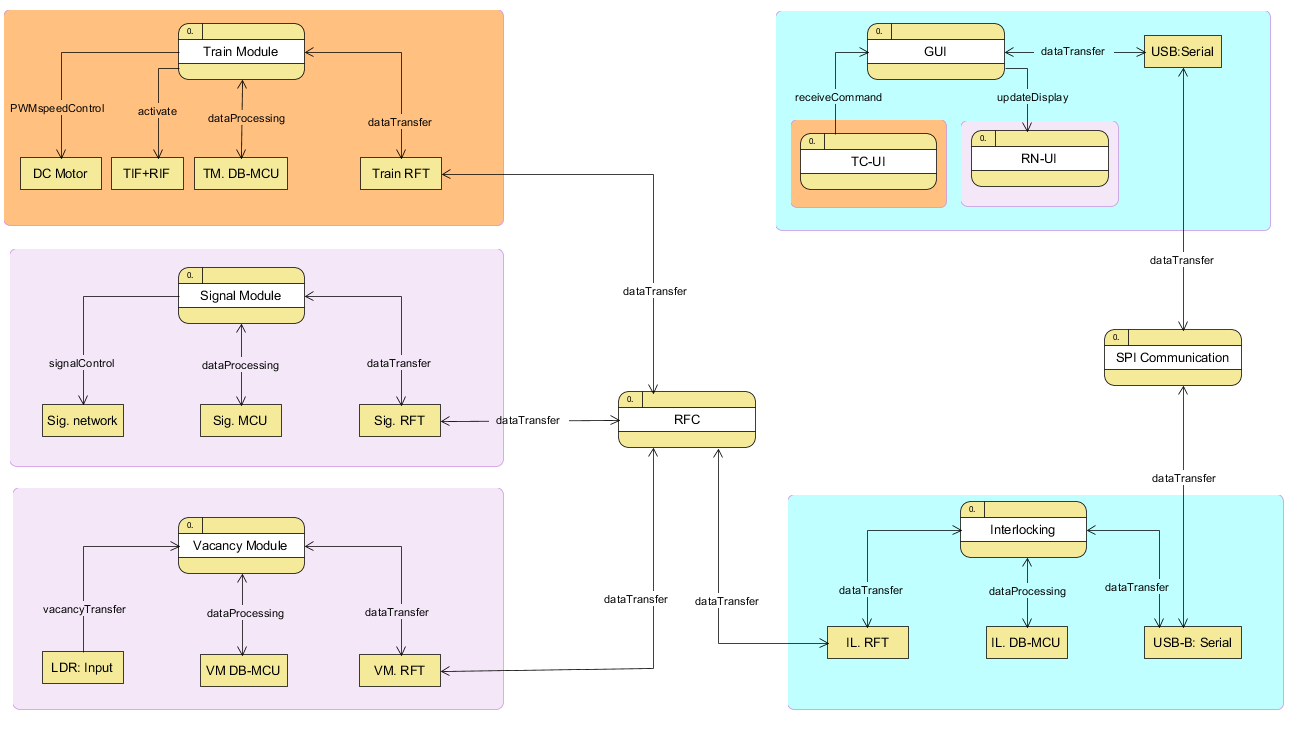 0.
Train Module
PWMspeedControl
activate
dataProcessing
dataTransfer
DC Motor
TIF+RIF
TM. DB-MCU
Train RFT
0.
GUI
dataTransfer
USB:Serial
receiveCommand
updateDisplay
0.
TC-UI
0.
RN-UI
dataTransfer
0.
Signal Module
signalControl
dataProcessing
dataTransfer
Sig. network
Sig. MCU
Sig. RFT
dataTransfer
dataTransfer
0.
RFC
0.
SPI Communication
dataTransfer
0.
Vacancy Module
vacancyTransfer
dataProcessing
dataTransfer
LDR: Input
VM DB-MCU
VM. RFT
dataTransfer
dataTransfer
0.
Interlocking
dataTransfer
dataProcessing
dataTransfer
IL. RFT
IL. DB-MCU
USB-B: Serial